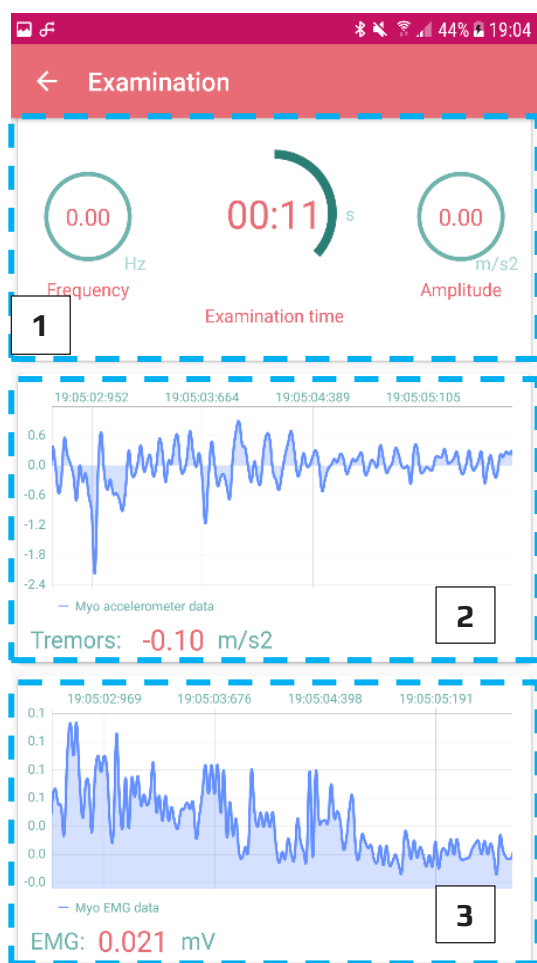 44% 19:04
Examination
0.00 Hz
00:11 s
0.00 m/s2
Frequency
Amplitude
Examination time
1
19:05:02:952 19:05:03:664 19:05:04:389 19:05:05:105
0.6
0.0
-0.6
-1.2
-1.8
-2.4
Myo accelerometer data
Tremors: -0.10 m/s2
2
19:05:02:969 19:05:03:676 19:05:04:398 19:05:05:191
0.1
0.1
0.1
0.1
0.0
0.0
-0.0
Myo EMG data
EMG: 0.021 mV
3